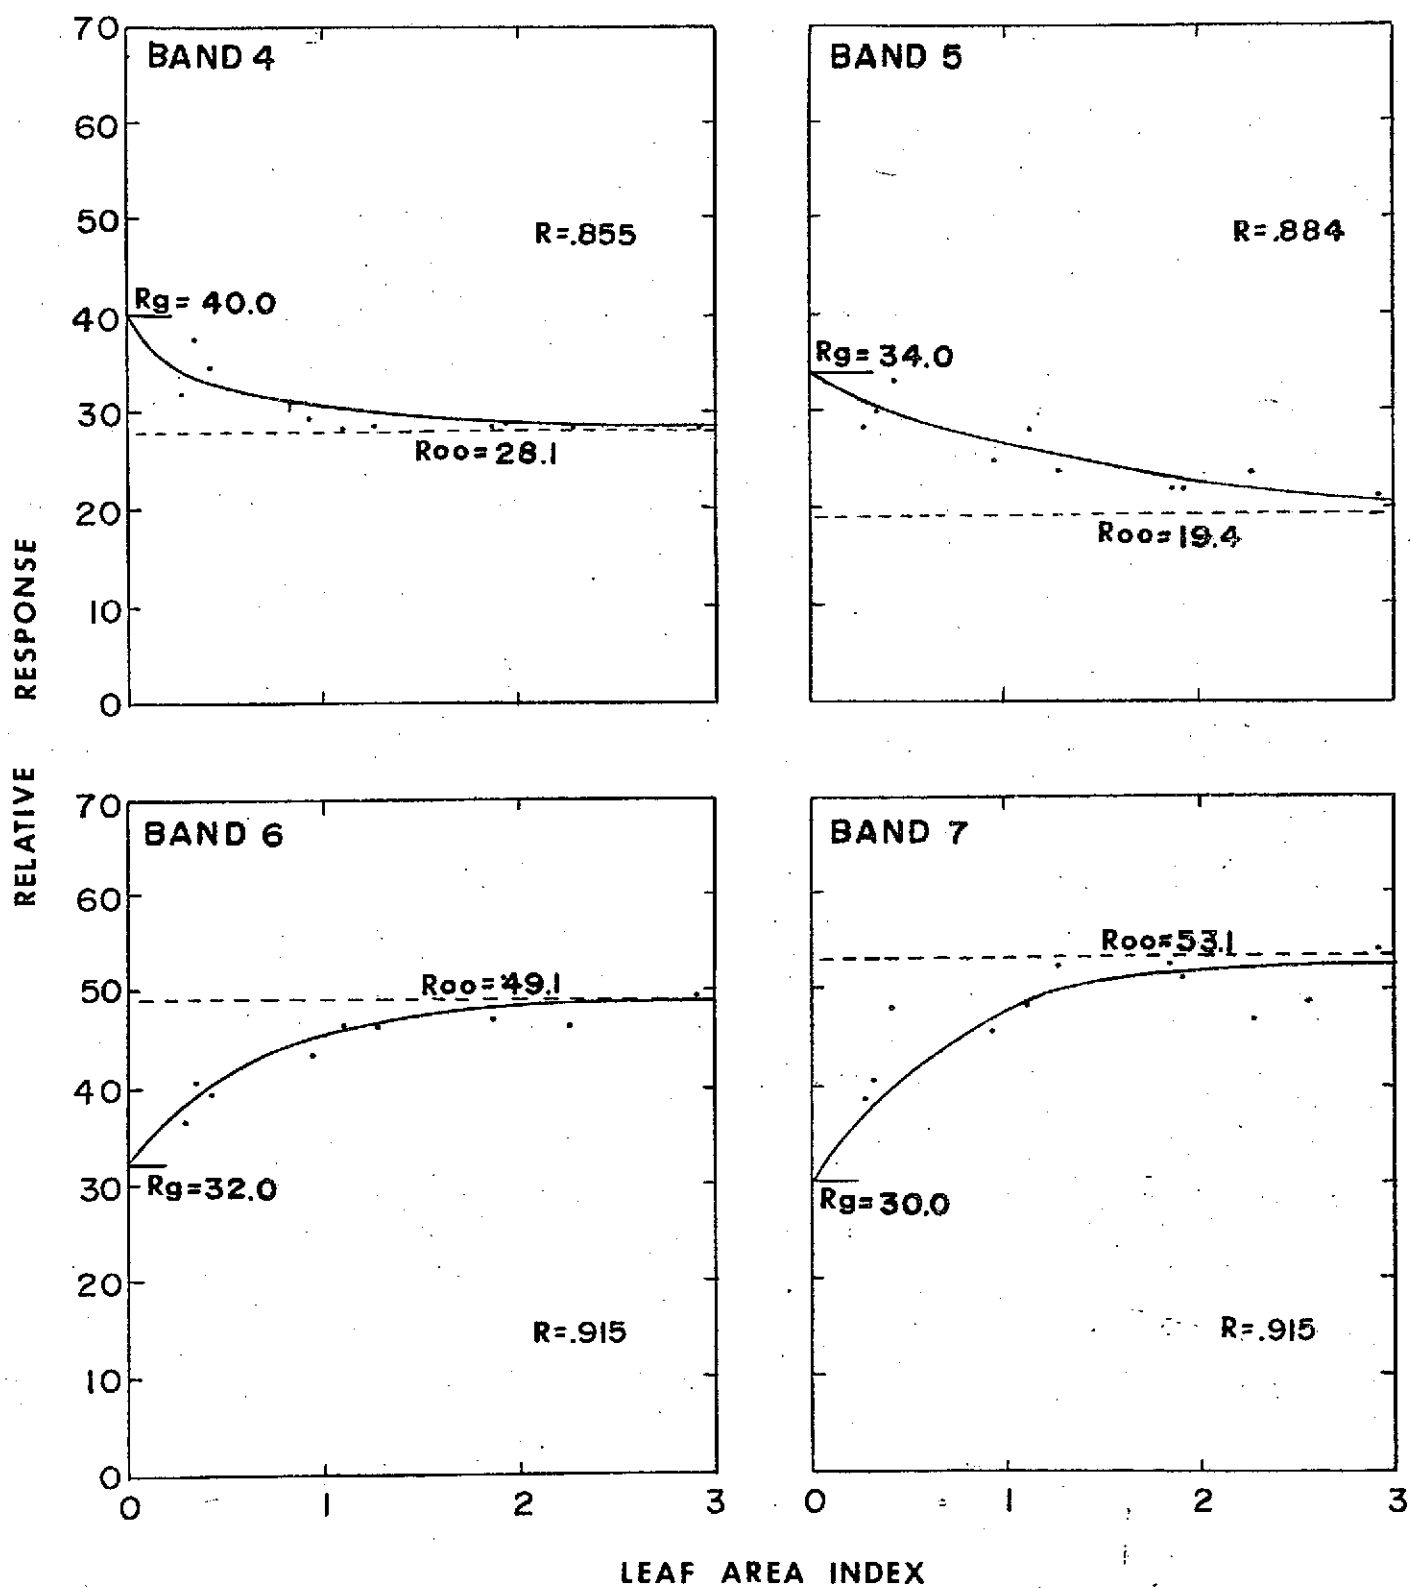 RELATIVE RESPONSE
70
60
50
40
30
20
10
0
BAND 4
R=.855
Rg= 40.0
Roo=28.1
BAND 5
R=.884
Rg= 34.0
Roo=19.4
70
60
50
40
30
20
10
0
BAND 6
Roo=49.1
Rg=32.0
R=.915
0 1 2 3
BAND 7
Roo=53.1
Rg=30.0
R=.915
0 1 2 3
LEAF AREA INDEX